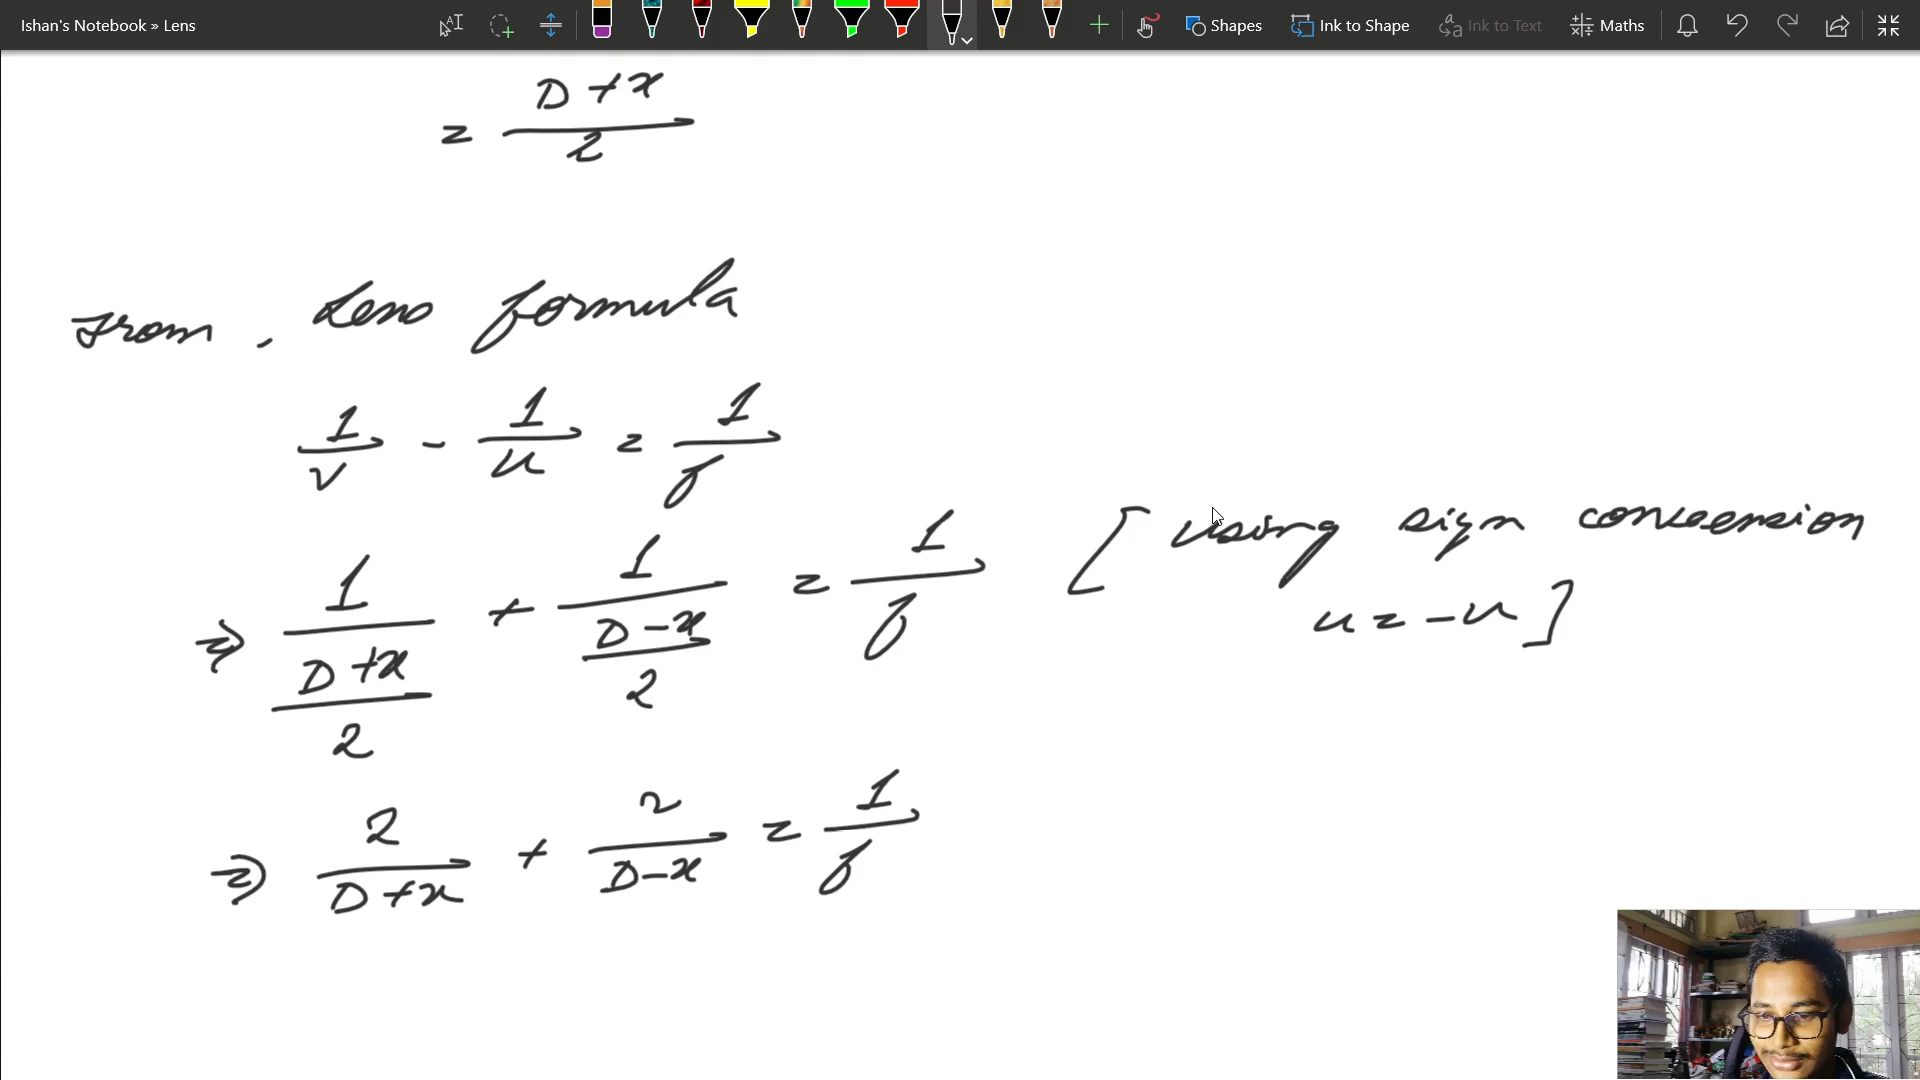 Ishan's Notebook » Lens
Shapes
Ink to Shape
Ink to Text
Maths
= D + x / 2
From, Lens formula
1/v - 1/u = 1/f
⇒ 1/((D + x)/2) + 1/((D - x)/2) = 1/f [using sign convension
u = -u]
⇒ 2/(D + x) + 2/(D - x) = 1/f